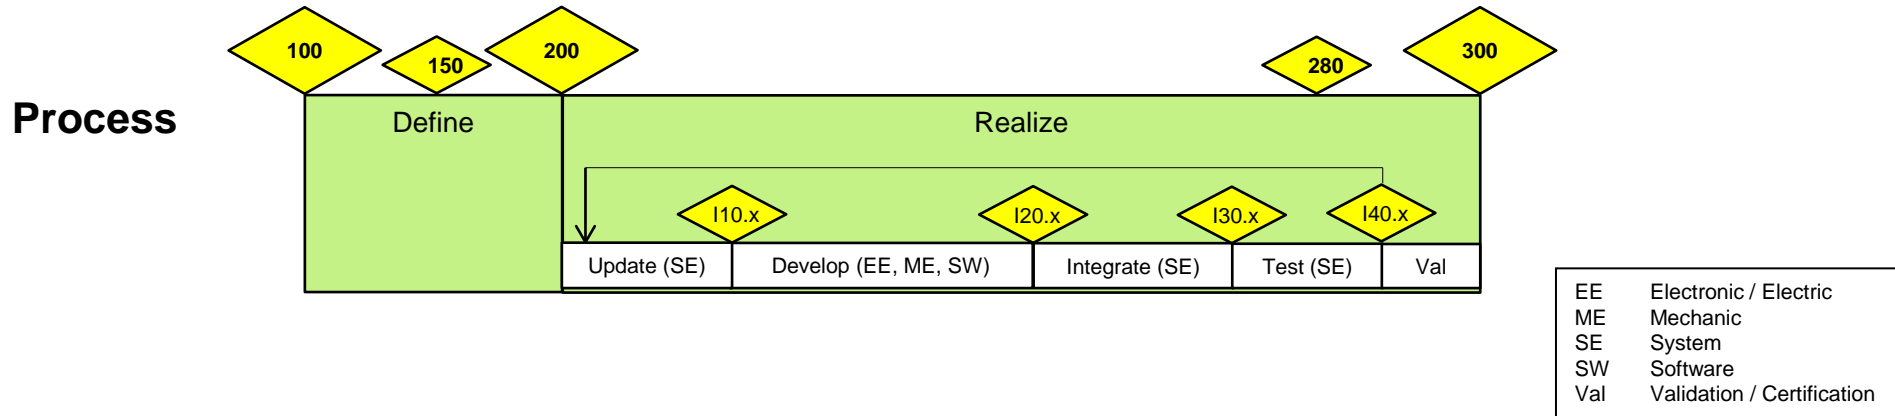 100
150
200
280
300
Process
Define
Realize
I10.x
I20.x
I30.x
I40.x
Update (SE)
Develop (EE, ME, SW)
Integrate (SE)
Test (SE)
Val
EE Electronic / Electric
ME Mechanic
SE System
SW Software
Val Validation / Certification